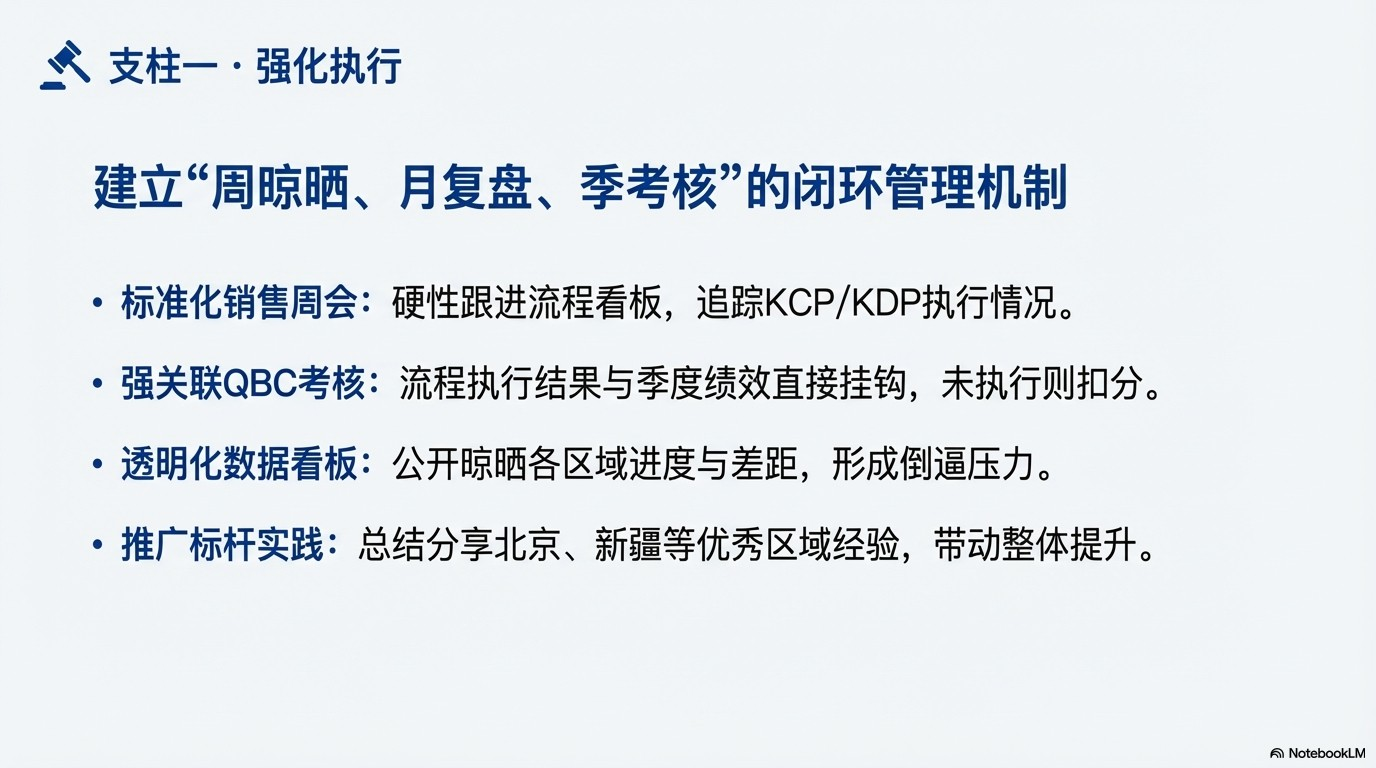 支柱一 · 强化执行
建立“周晾晒、月复盘、季考核”的闭环管理机制
• 标准化销售周会：硬性跟进流程看板，追踪KCP/KDP执行情况。
• 强关联QBC考核：流程执行结果与季度绩效直接挂钩，未执行则扣分。
• 透明化数据看板：公开晾晒各区域进度与差距，形成倒逼压力。
• 推广标杆实践：总结分享北京、新疆等优秀区域经验，带动整体提升。
NotebookLM